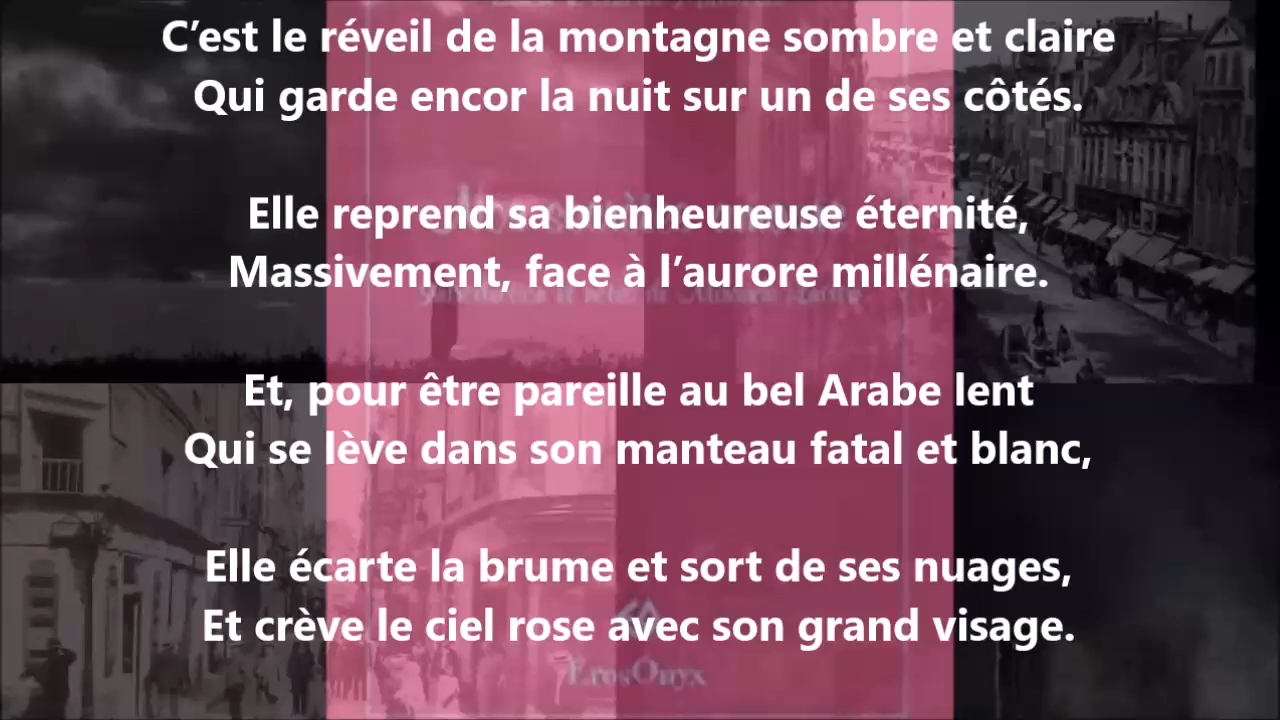 C’est le réveil de la montagne sombre et claire
Qui garde encor la nuit sur un de ses côtés.
Elle reprend sa bienheureuse éternité,
Massivement, face à l’aurore millénaire.
Et, pour être pareille au bel Arabe lent
Qui se lève dans son manteau fatal et blanc,
Elle écarte la brume et sort de ses nuages,
Et crève le ciel rose avec son grand visage.
ErosOnyx